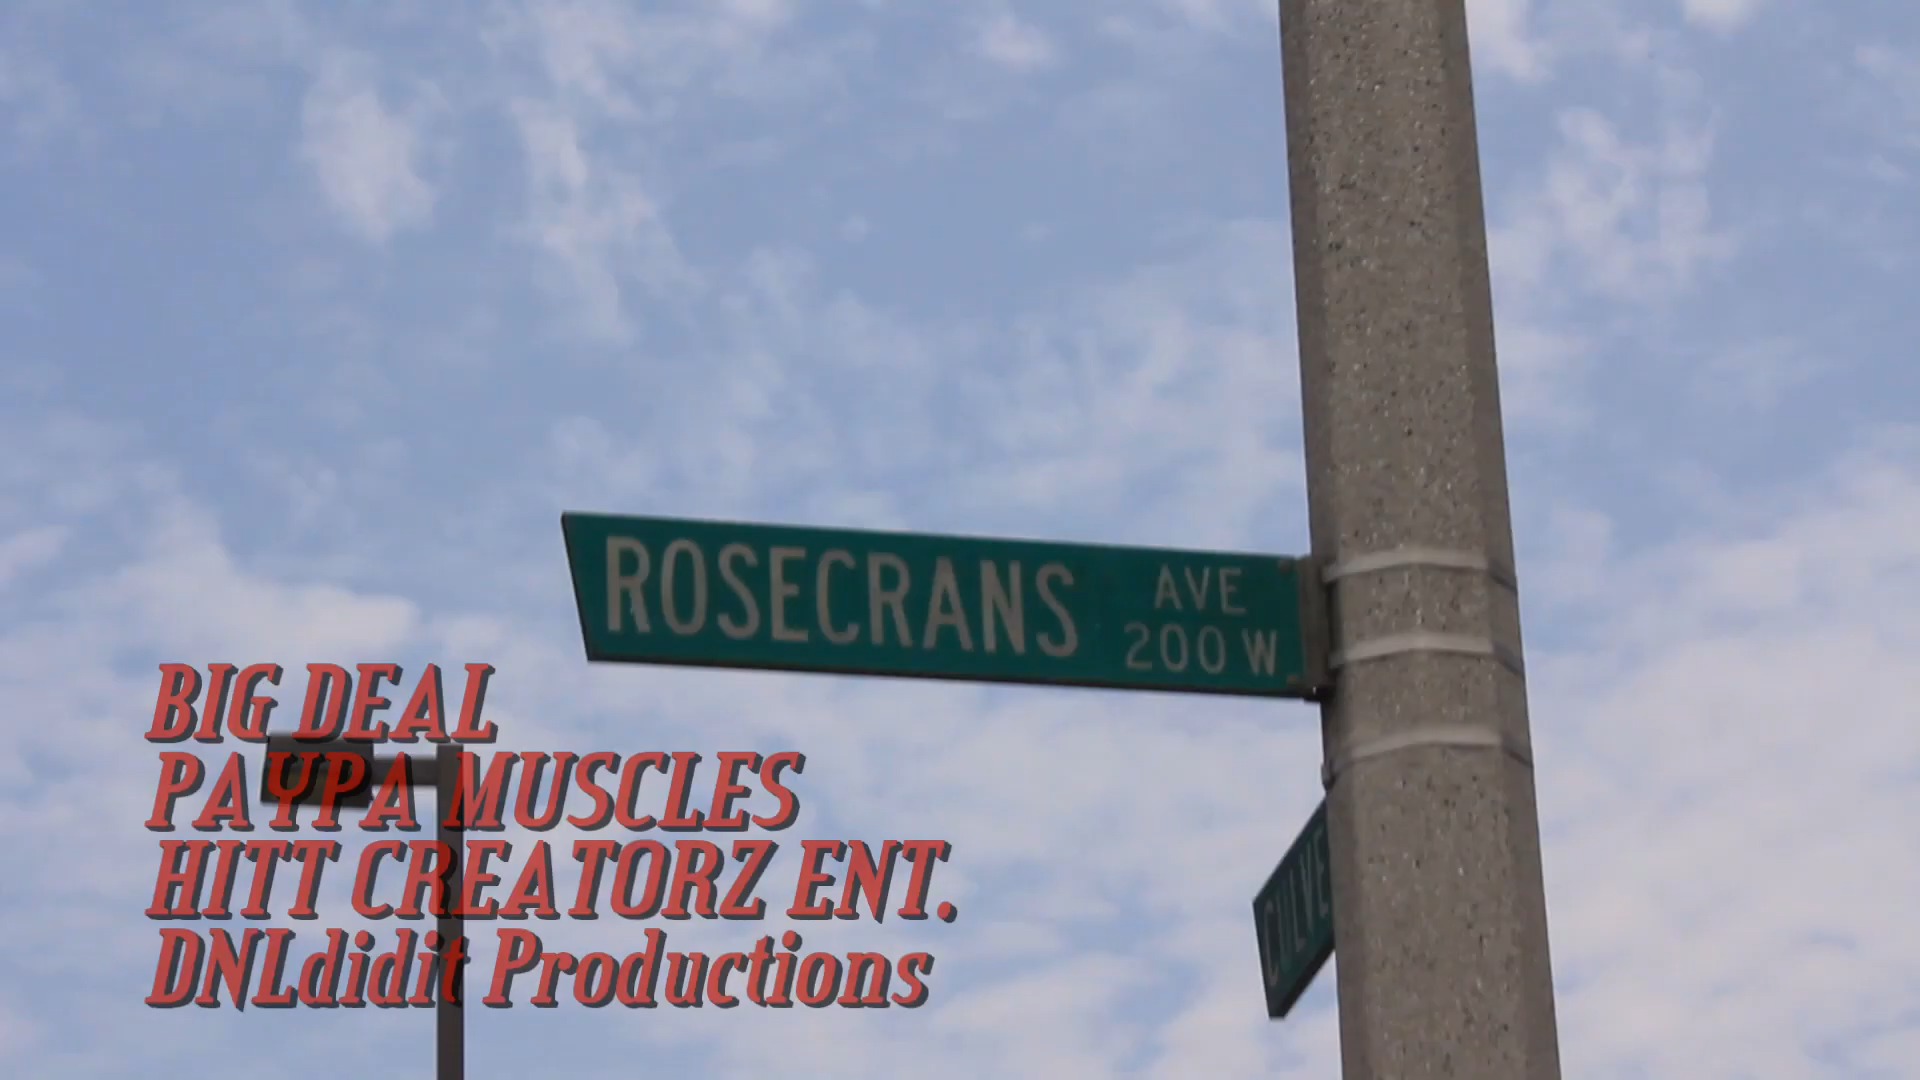 ROSECRANS AVE
200 W
BIG DEAL
PAYPA MUSCLES
HITT CREATORZ ENT.
DNLdidit Productions